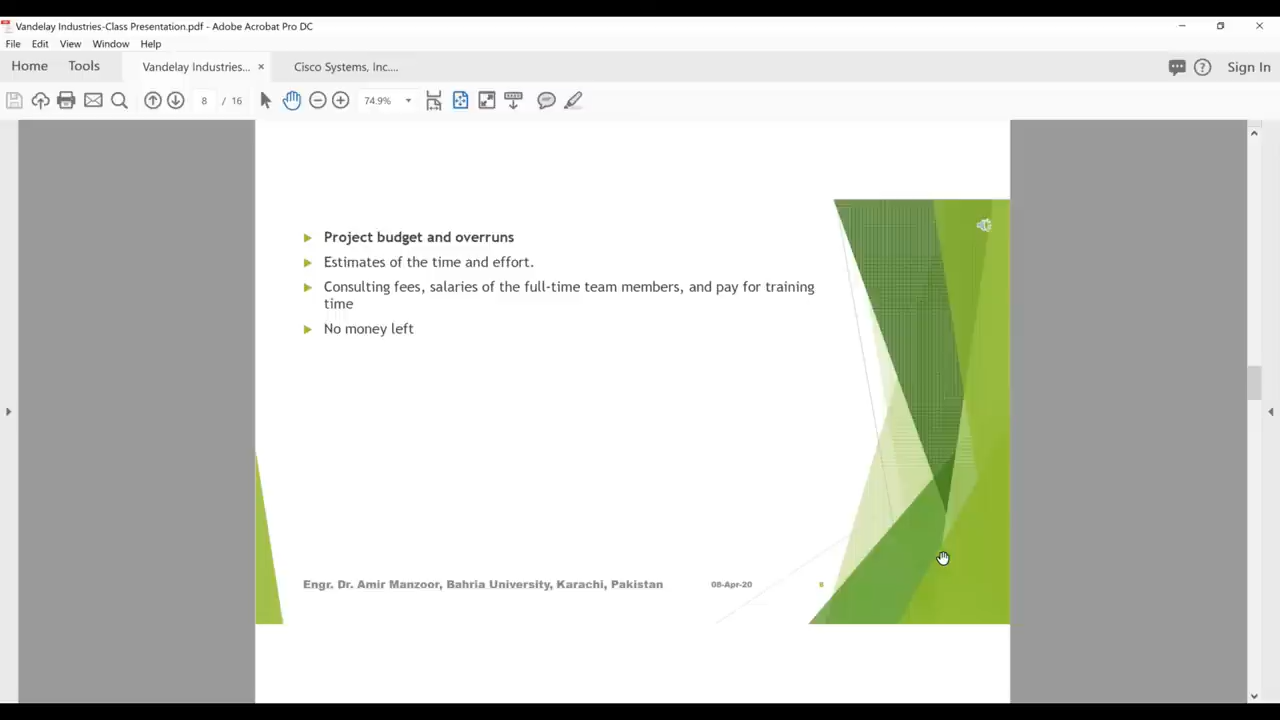 Vandelay Industries-Class Presentation.pdf - Adobe Acrobat Pro DC
File Edit View Window Help
Home Tools Vandelay Industries... × Cisco Systems, Inc.... Sign In
8 / 16 74.9%
Project budget and overruns
Estimates of the time and effort.
Consulting fees, salaries of the full-time team members, and pay for training
time
No money left
Engr. Dr. Amir Manzoor, Bahria University, Karachi, Pakistan 08-Apr-20 8